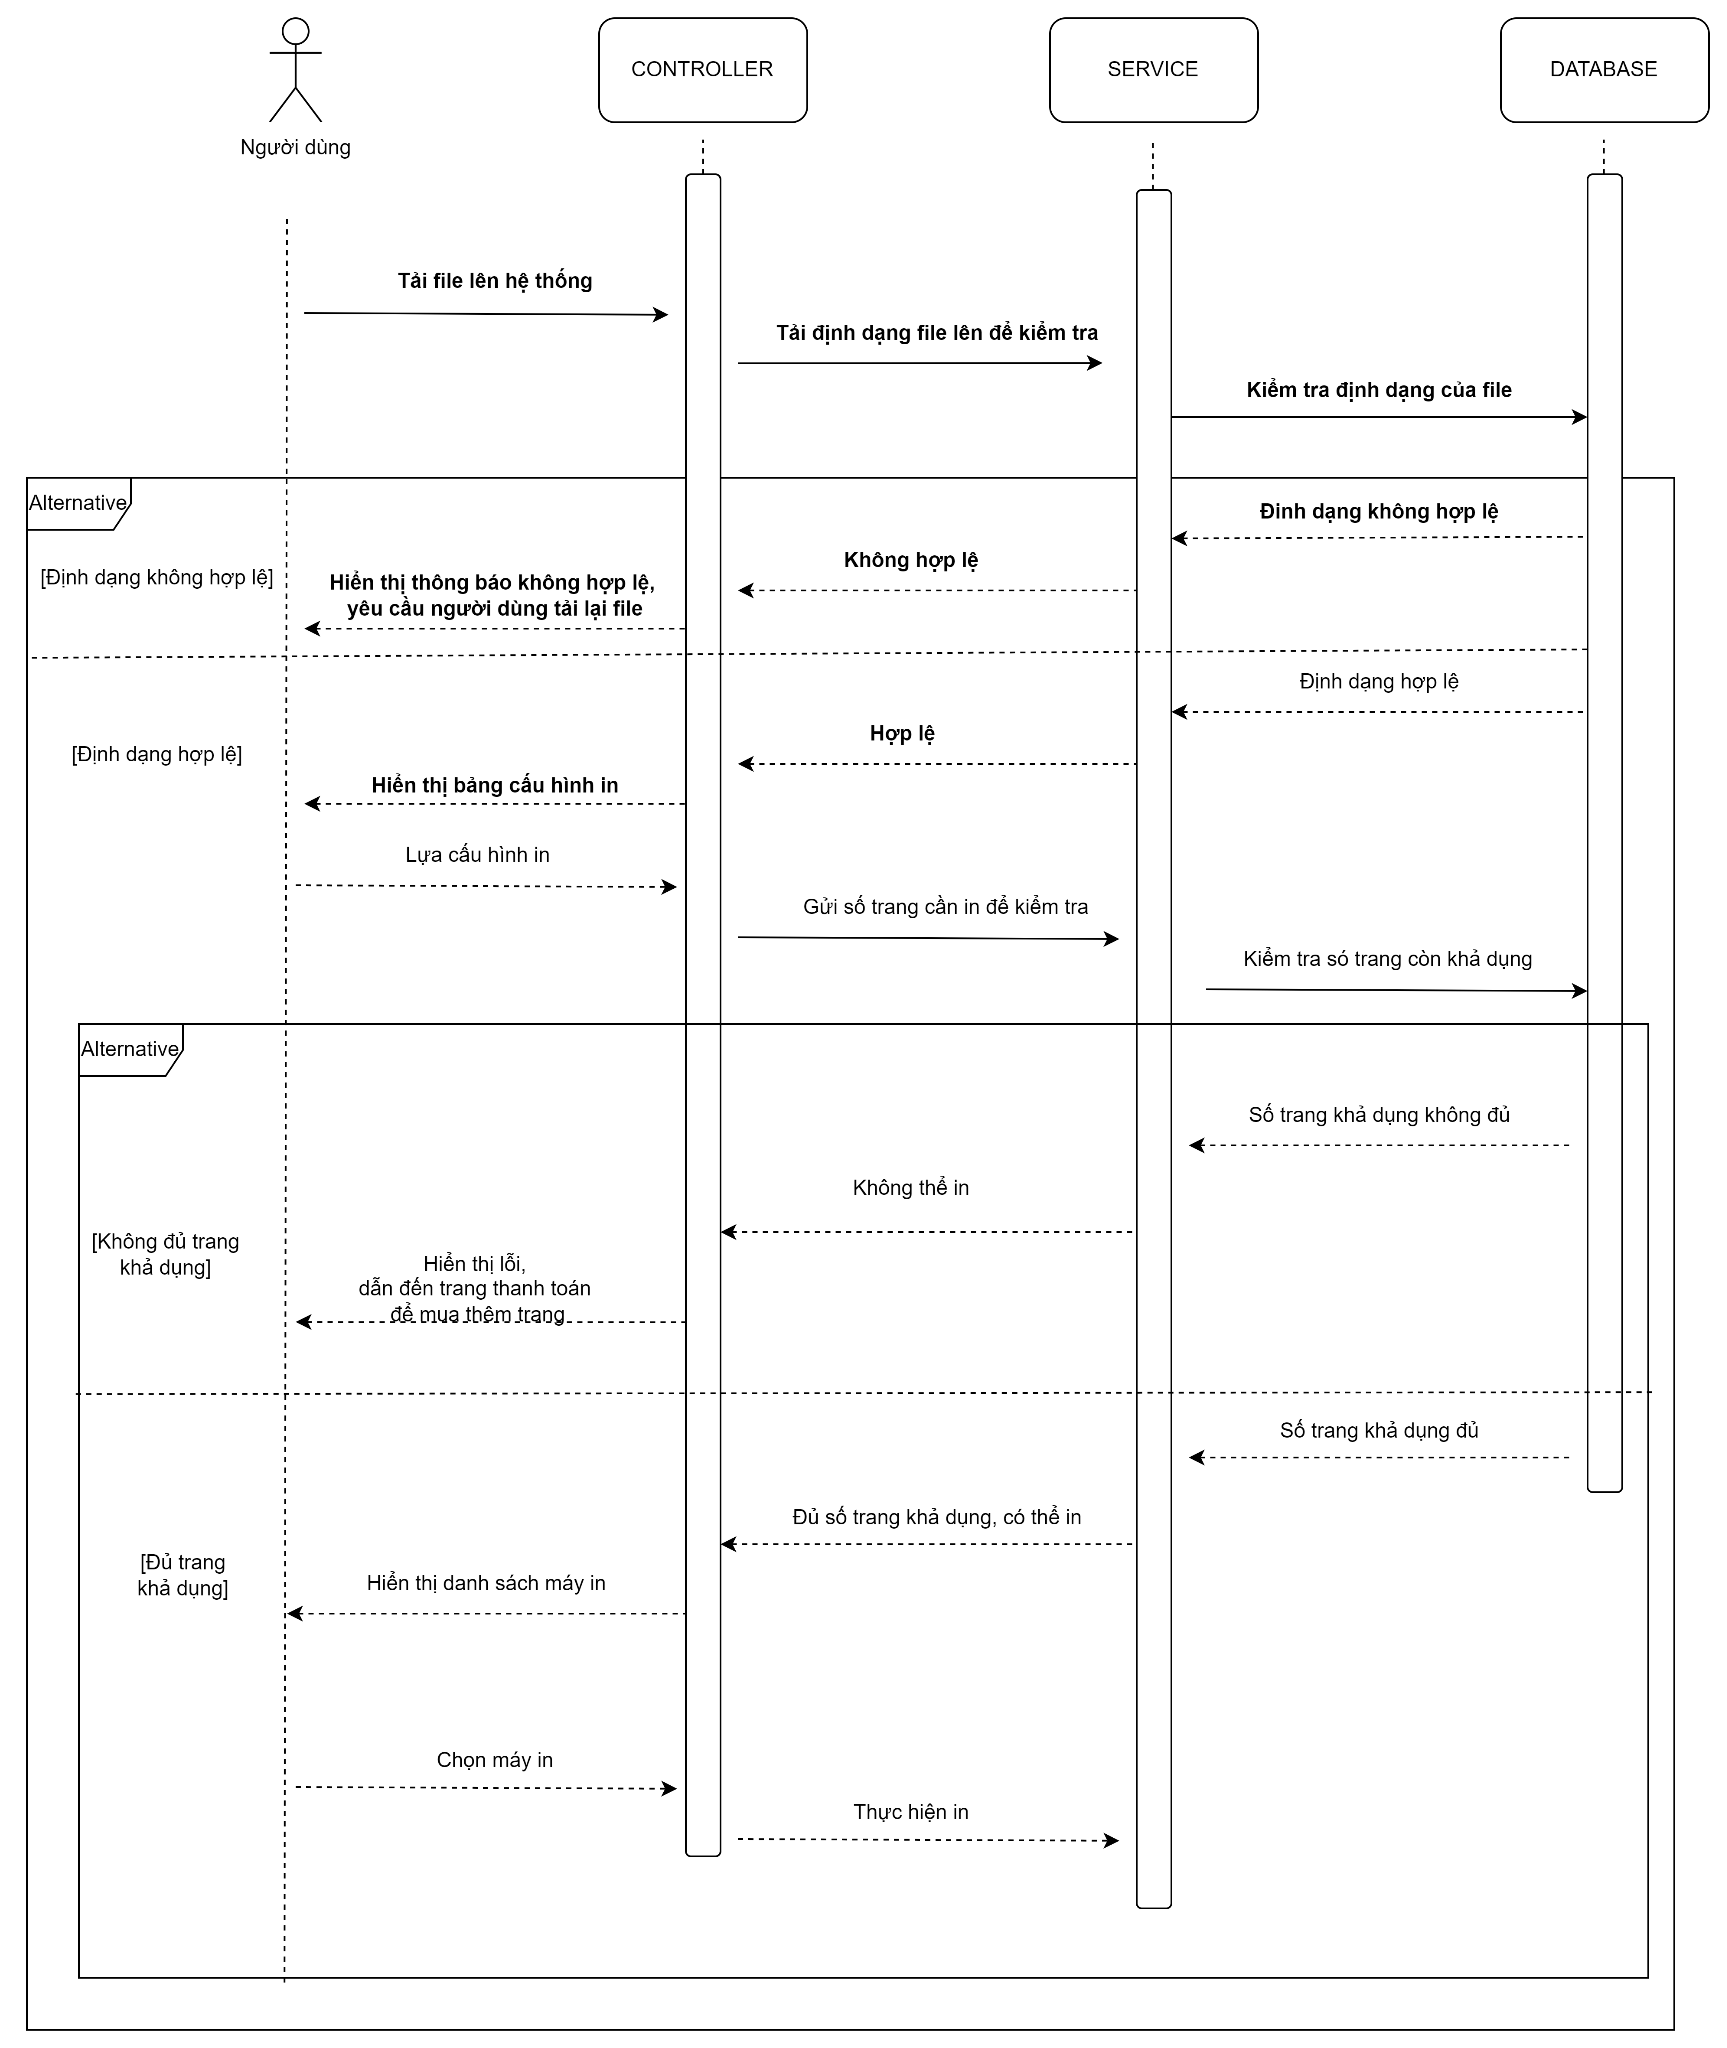 CONTROLLER
SERVICE
DATABASE
Người dùng
Tải file lên hệ thống
Tải định dạng file lên để kiểm tra
Kiểm tra định dạng của file
Alternative
Đinh dạng không hợp lệ
Không hợp lệ
[Định dạng không hợp lệ]
Hiển thị thông báo không hợp lệ,
yêu cầu người dùng tải lại file
Định dạng hợp lệ
Hợp lệ
[Định dạng hợp lệ]
Hiển thị bảng cấu hình in
Lựa cấu hình in
Gửi số trang cần in để kiểm tra
Kiểm tra só trang còn khả dụng
Alternative
Số trang khả dụng không đủ
Không thể in
[Không đủ trang
khả dụng]
Hiển thị lỗi,
dẫn đến trang thanh toán
để mua thêm trang
Số trang khả dụng đủ
Đủ số trang khả dụng, có thể in
[Đủ trang
khả dụng]
Hiển thị danh sách máy in
Chọn máy in
Thực hiện in